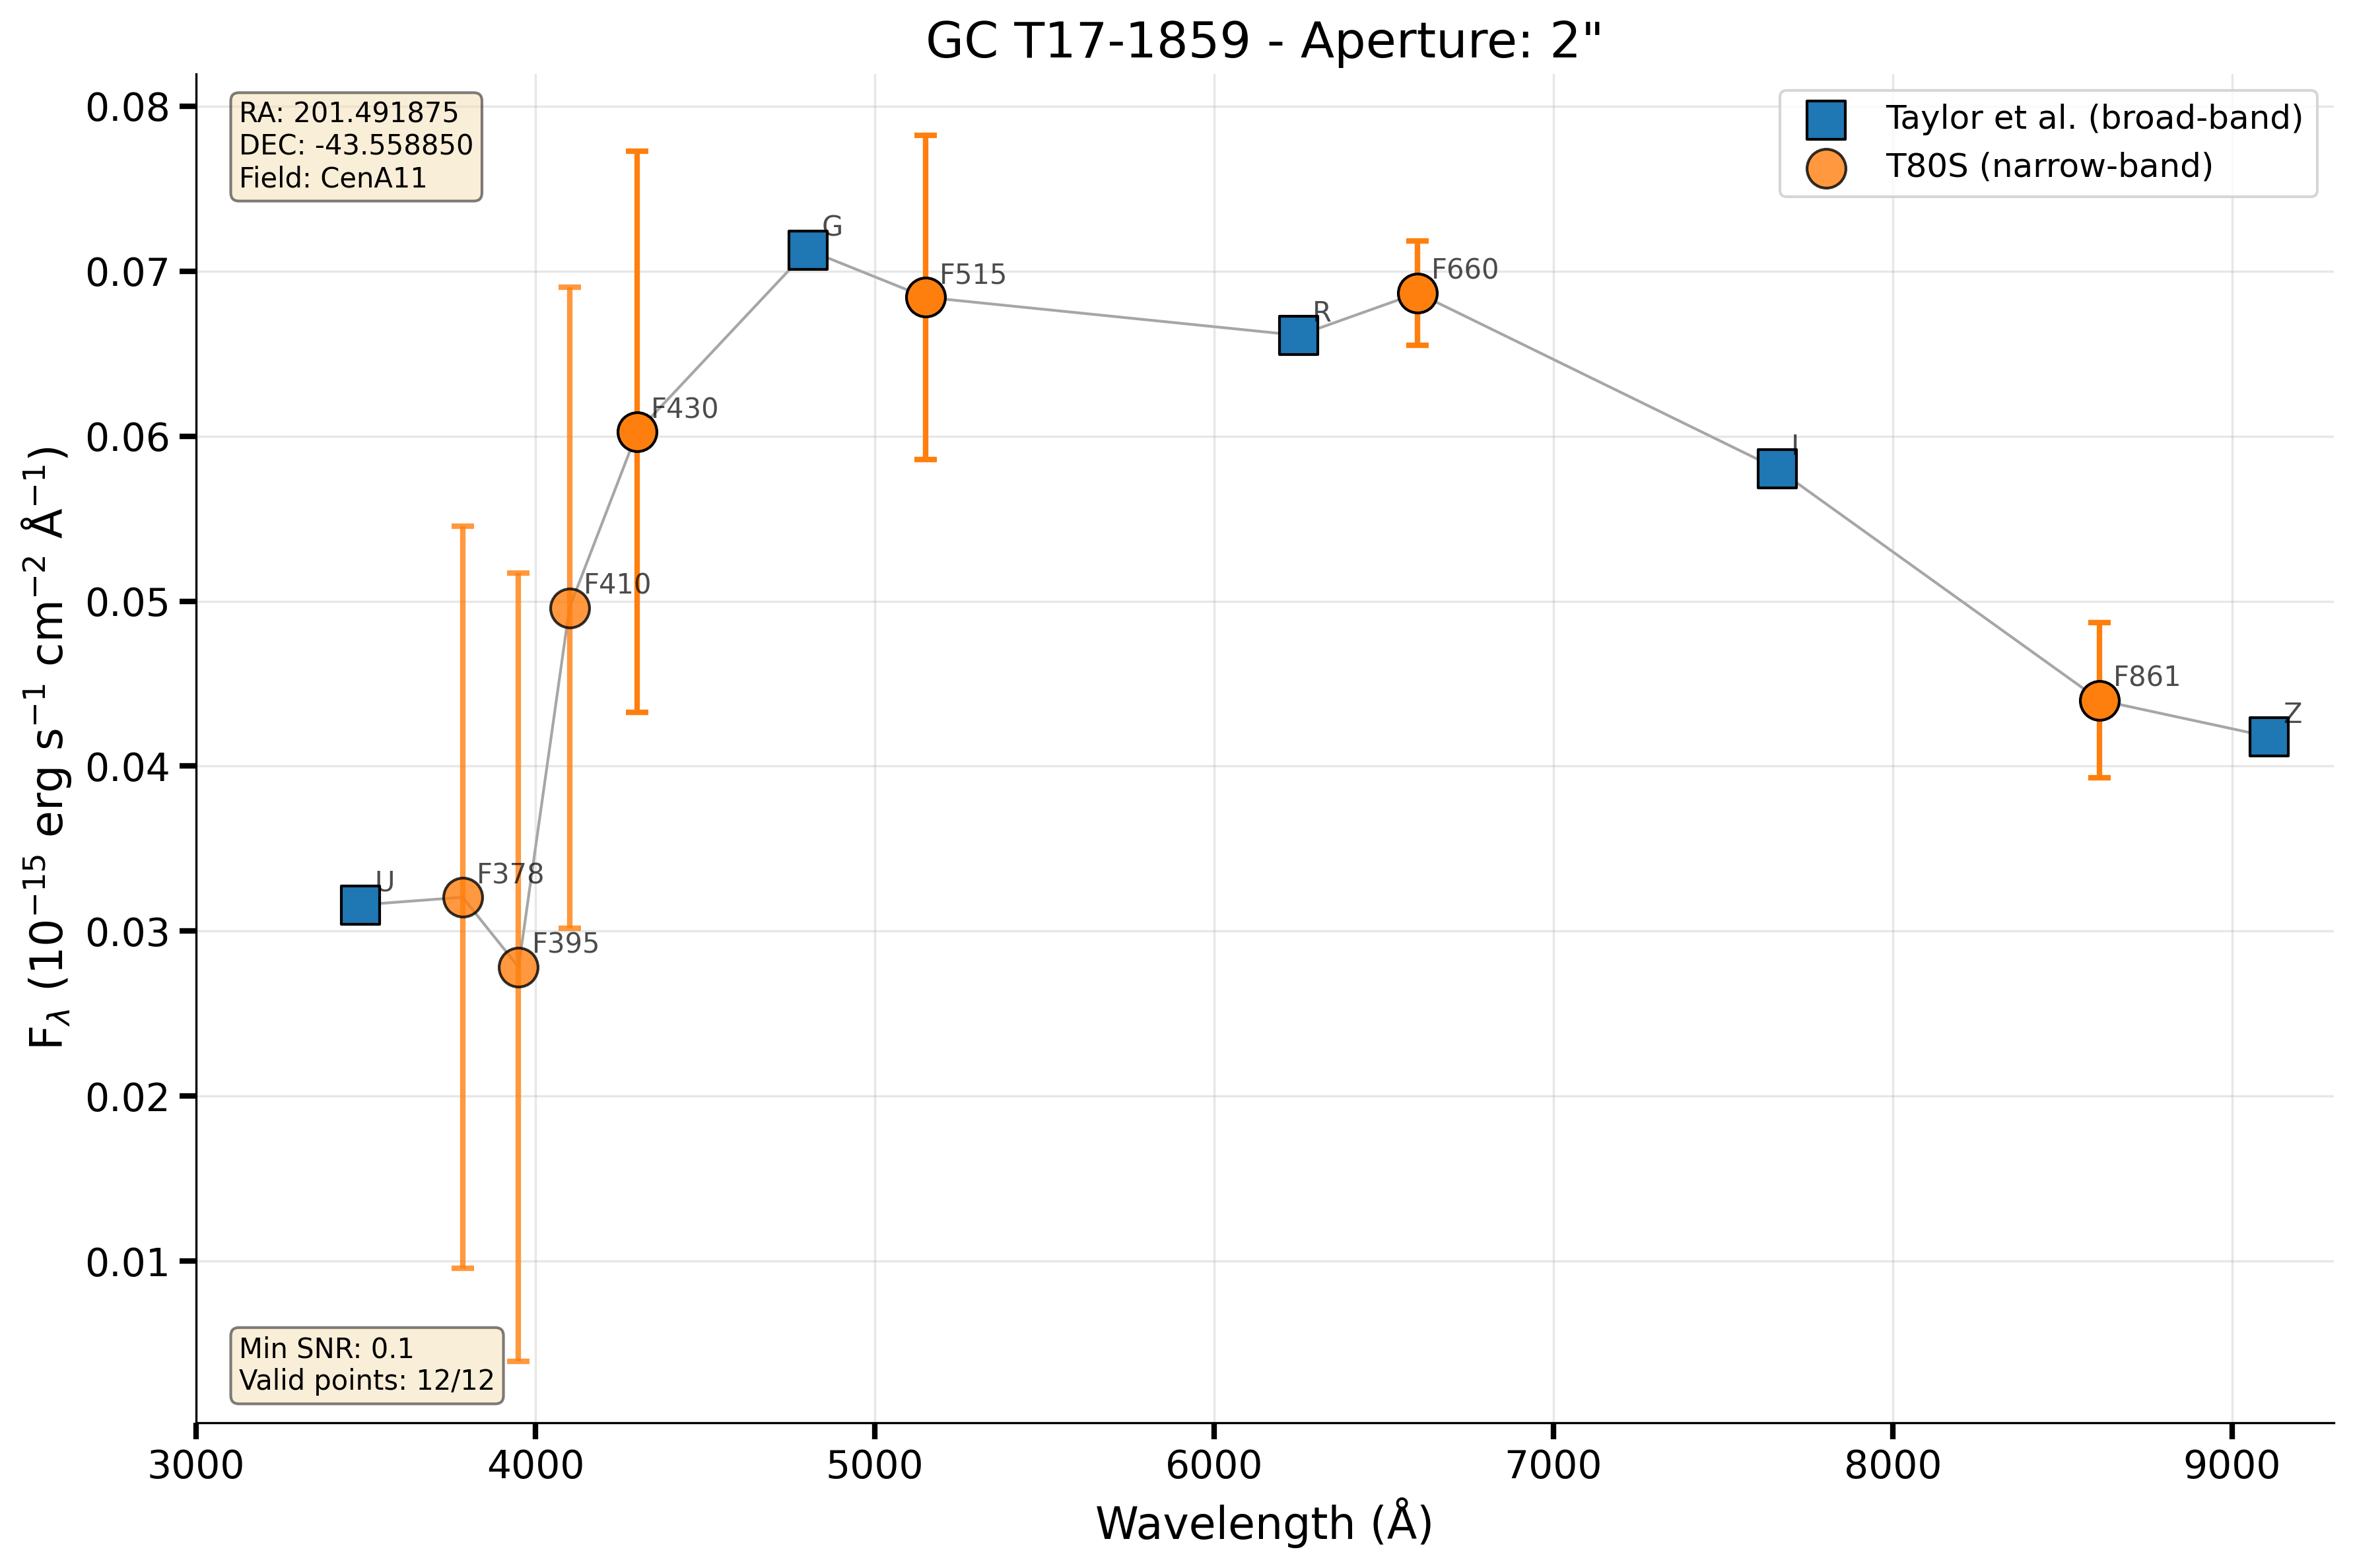 GC T17-1859 - Aperture: 2"
RA: 201.491875
DEC: -43.558850
Field: CenA11
Taylor et al. (broad-band)
T80S (narrow-band)
0.08
0.07
0.06
0.05
0.04
0.03
0.02
0.01
F_λ (10⁻¹⁵ erg s⁻¹ cm⁻² Å⁻¹)
U
F378
F395
F410
F430
G
F515
R
F660
I
F861
Z
Min SNR: 0.1
Valid points: 12/12
3000 4000 5000 6000 7000 8000 9000
Wavelength (Å)